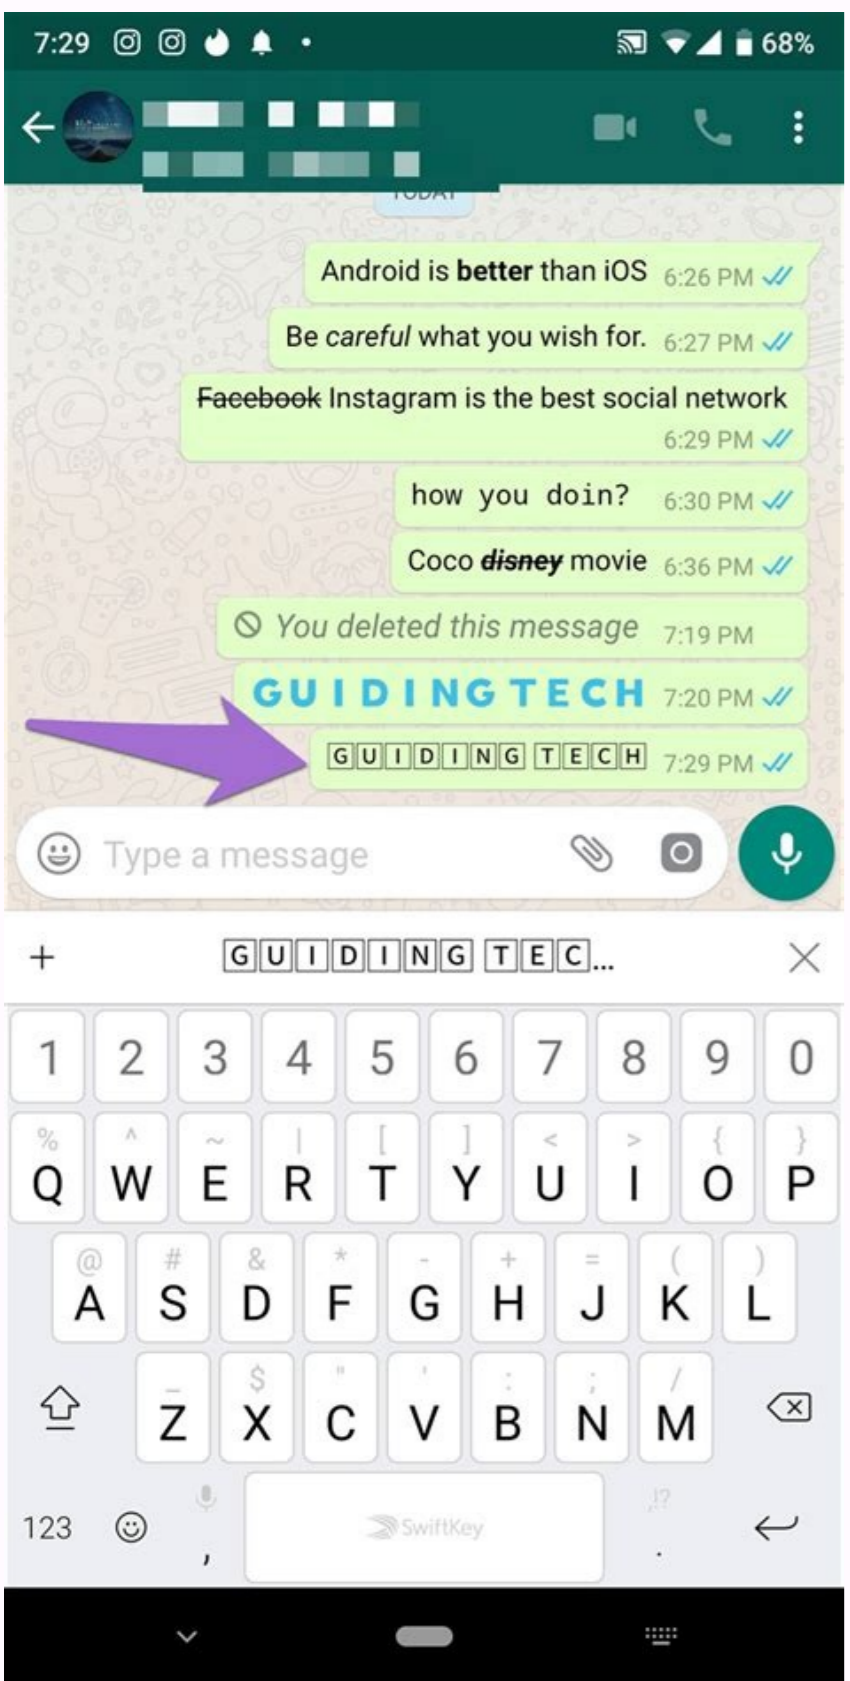 7:29 68%
TODAY
Android is better than iOS 6:26 PM
Be careful what you wish for. 6:27 PM
Facebook Instagram is the best social network
6:29 PM
how you doin? 6:30 PM
Coco disney movie 6:36 PM
You deleted this message 7:19 PM
GUIDINGTECH 7:20 PM
🄶🅄🄸🄳🄸🄽🄶 🅃🄴🄲🄷 7:29 PM
Type a message
+ 🄶🅄🄸🄳🄸🄽🄶 🅃🄴🄲...
1 2 3 4 5 6 7 8 9 0
% ^ ~ | [ ] < > { }
Q W E R T Y U I O P
@ # & * - + = ( )
A S D F G H J K L
_ $ " ' : ; /
Z X C V B N M
,!?
123 , SwiftKey .